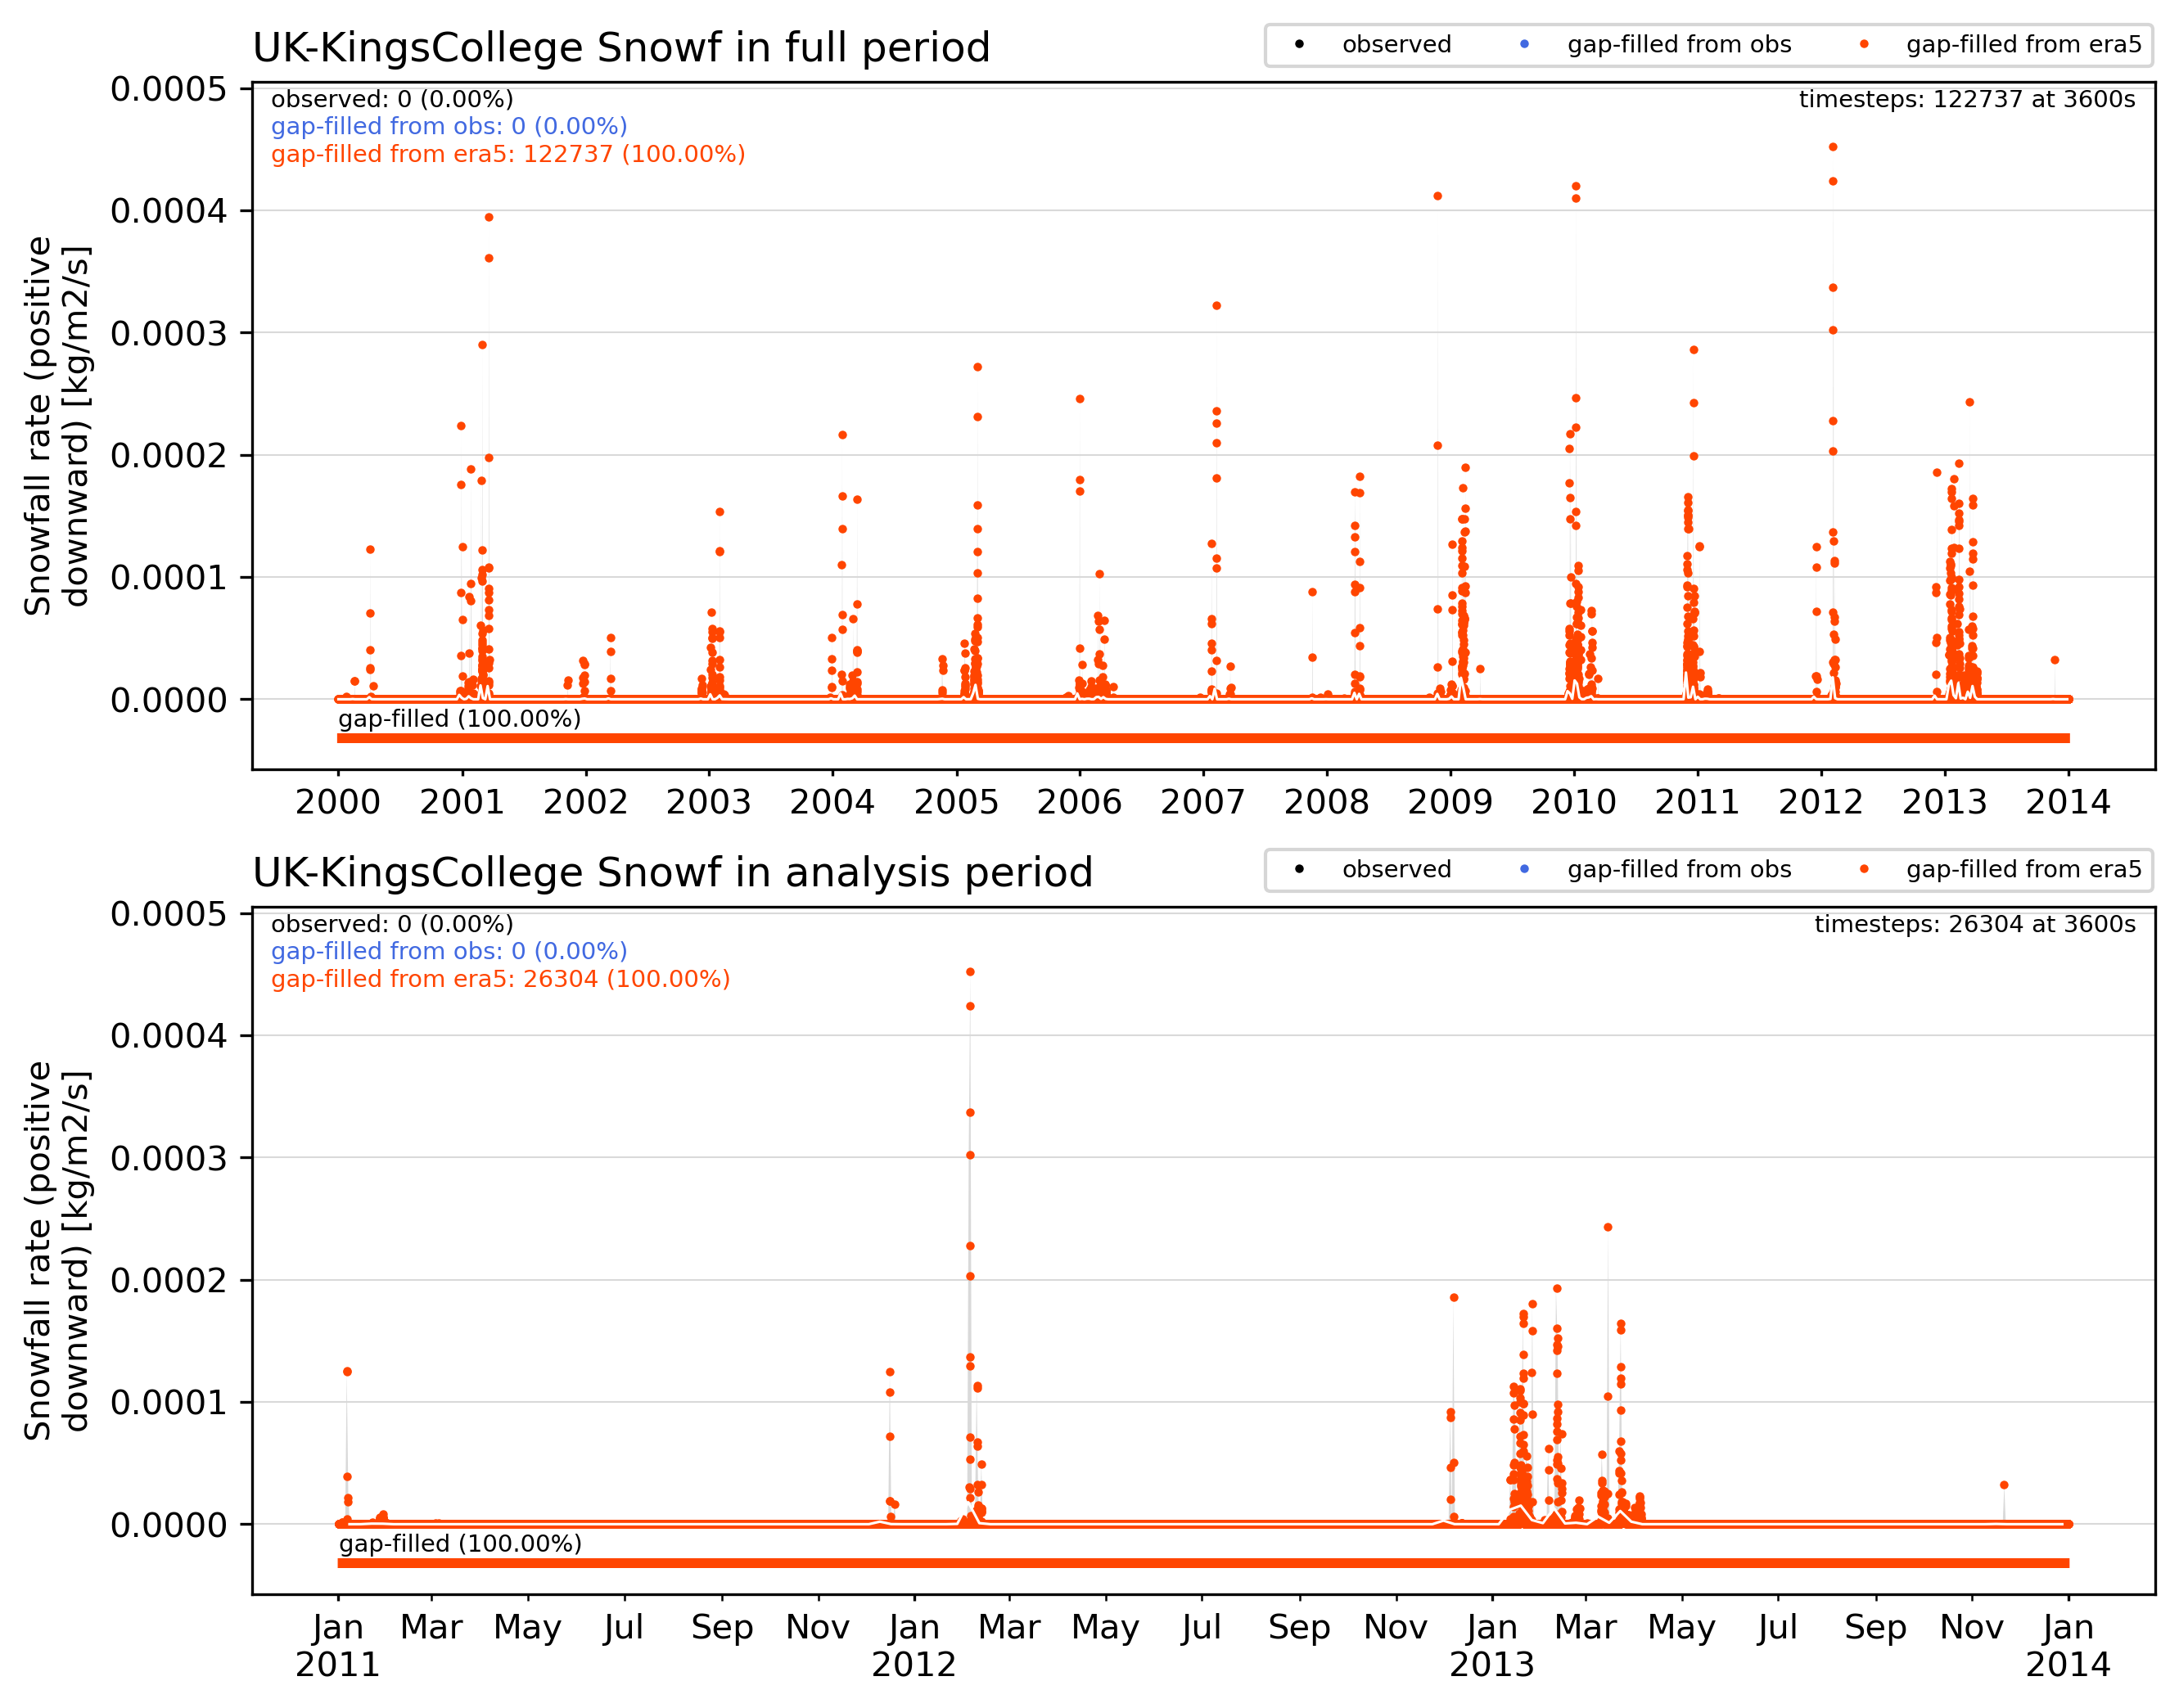 UK-KingsCollege Snowf in full period
observed
gap-filled from obs
gap-filled from era5
observed: 0 (0.00%)
gap-filled from obs: 0 (0.00%)
gap-filled from era5: 122737 (100.00%)
timesteps: 122737 at 3600s
Snowfall rate (positive
downward) [kg/m2/s]
0.0005
0.0004
0.0003
0.0002
0.0001
0.0000
gap-filled (100.00%)
2000 2001 2002 2003 2004 2005 2006 2007 2008 2009 2010 2011 2012 2013 2014
UK-KingsCollege Snowf in analysis period
observed
gap-filled from obs
gap-filled from era5
observed: 0 (0.00%)
gap-filled from obs: 0 (0.00%)
gap-filled from era5: 26304 (100.00%)
timesteps: 26304 at 3600s
Snowfall rate (positive
downward) [kg/m2/s]
0.0005
0.0004
0.0003
0.0002
0.0001
0.0000
gap-filled (100.00%)
Jan Mar May Jul Sep Nov Jan Mar May Jul Sep Nov Jan Mar May Jul Sep Nov Jan
2011 2012 2013 2014